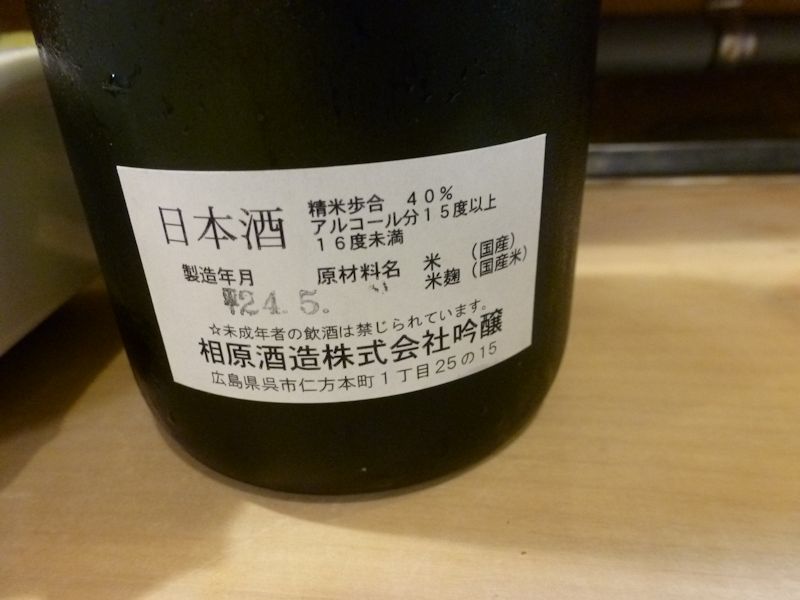 日本酒
精米歩合 40%
アルコール分15度以上
16度未満
製造年月
24.5.
原材料名 米(国産)
米麹(国産米)
☆未成年者の飲酒は禁じられています。
相原酒造株式会社吟醸
広島県呉市仁方本町1丁目25の15